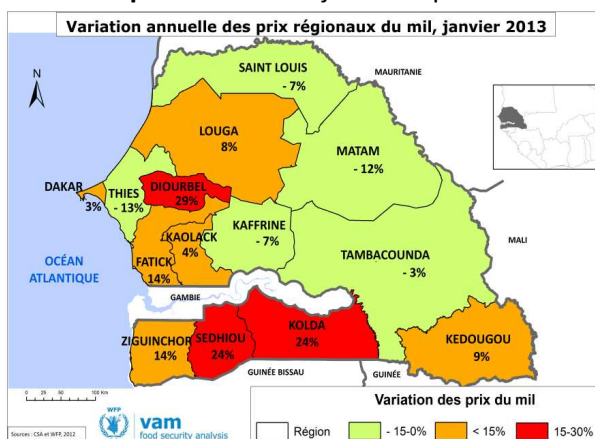 Variation annuelle des prix régionaux du mil, janvier 2013
N
SAINT LOUIS
- 7%
MAURITANIE
LOUGA
8%
MATAM
- 12%
DAKAR
3%
THIES
- 13%
DIOURBEL
29%
KAOLACK
4%
KAFFRINE
- 7%
FATICK
14%
TAMBACOUNDA
- 3%
MALI
OCÉAN
ATLANTIQUE
GAMBIE
ZIGUINCHOR
14%
SEDHIOU
24%
KOLDA
24%
KEDOUGOU
9%
GUINÉE BISSAU
GUINÉE
0 25 50 100 Km
Variation des prix du mil
Région
- 15-0%
< 15%
15-30%
WFP
vam
food security analysis
Sources : CSA et WFP, 2012